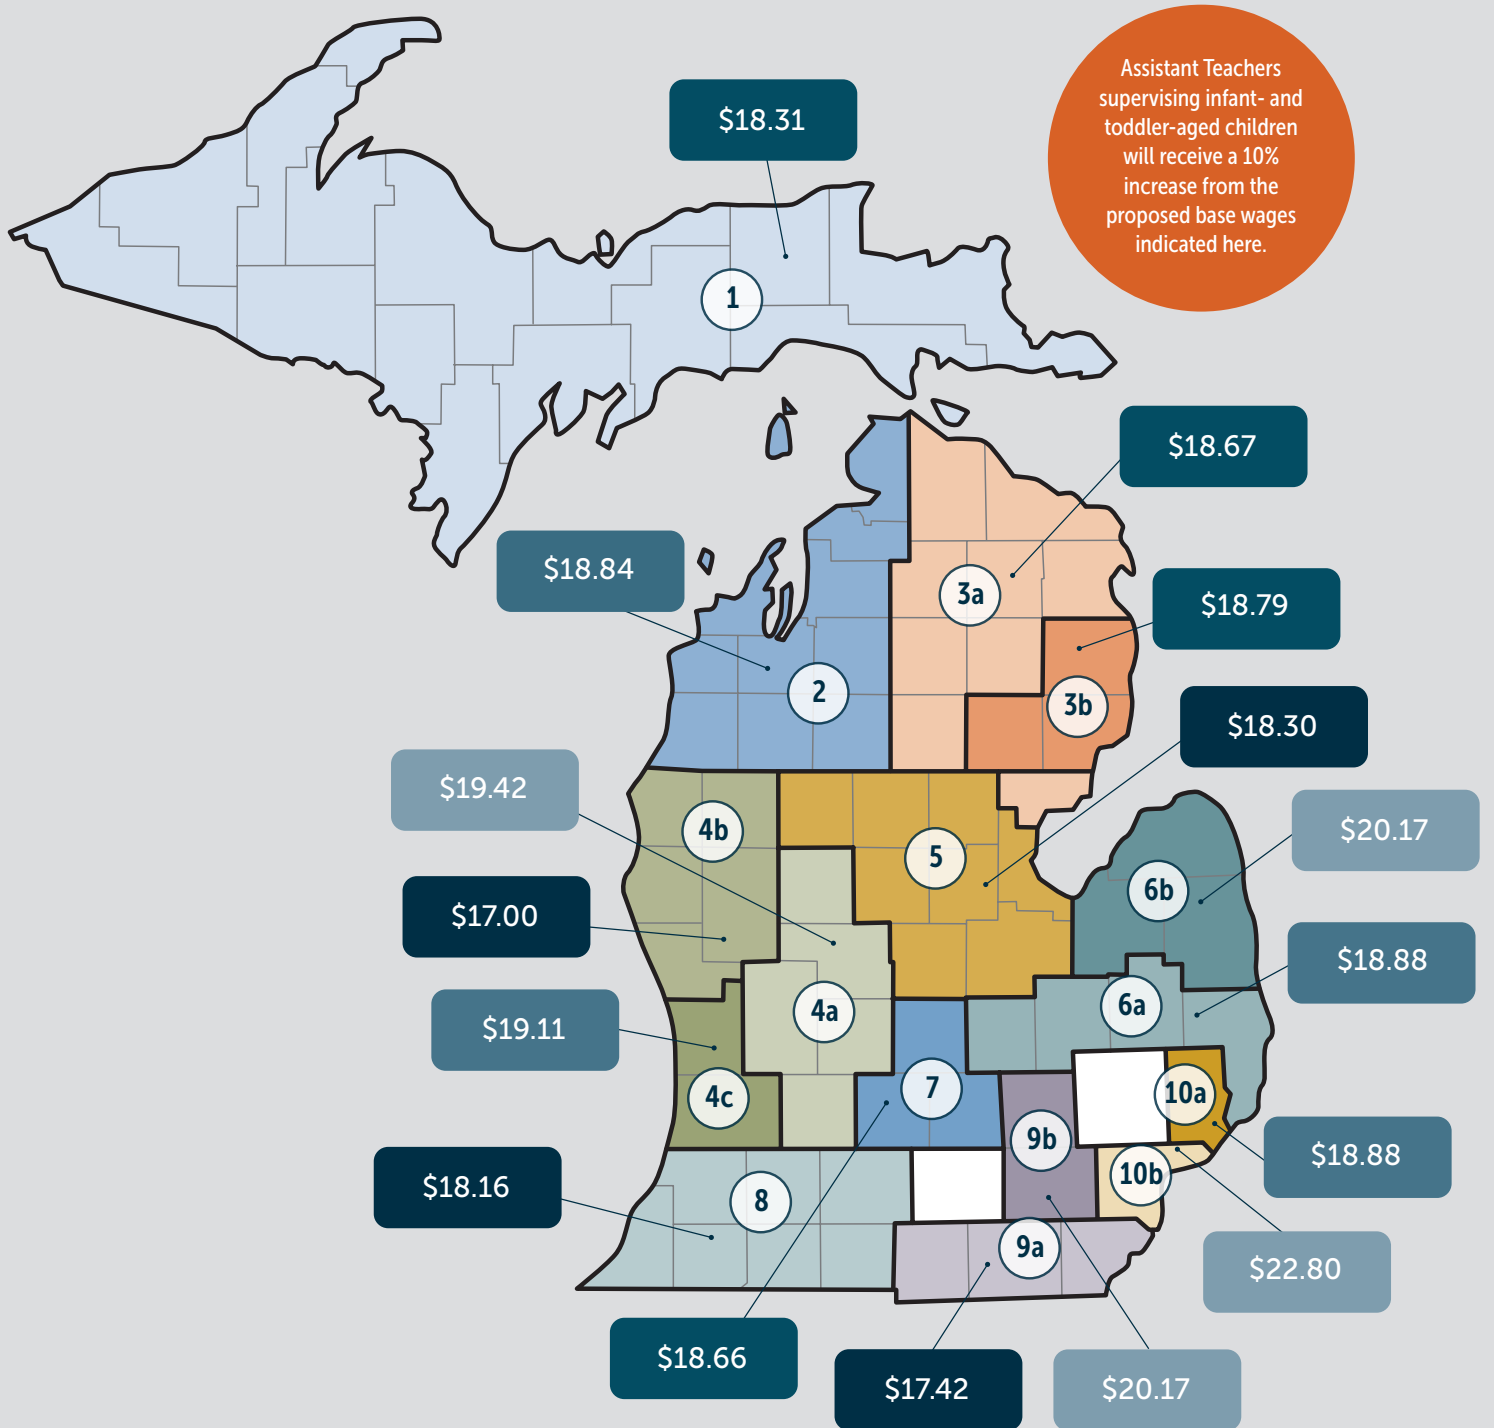 Assistant Teachers
supervising infant- and
toddler-aged children
will receive a 10%
increase from the
proposed base wages
indicated here.
$18.31
1
$18.67
$18.84
3a
$18.79
2
3b
$18.30
$19.42
4b
5
$20.17
6b
$17.00
$18.88
4a
6a
$19.11
7
10a
4c
9b
$18.88
10b
$18.16
8
9a
$22.80
$18.66
$17.42
$20.17